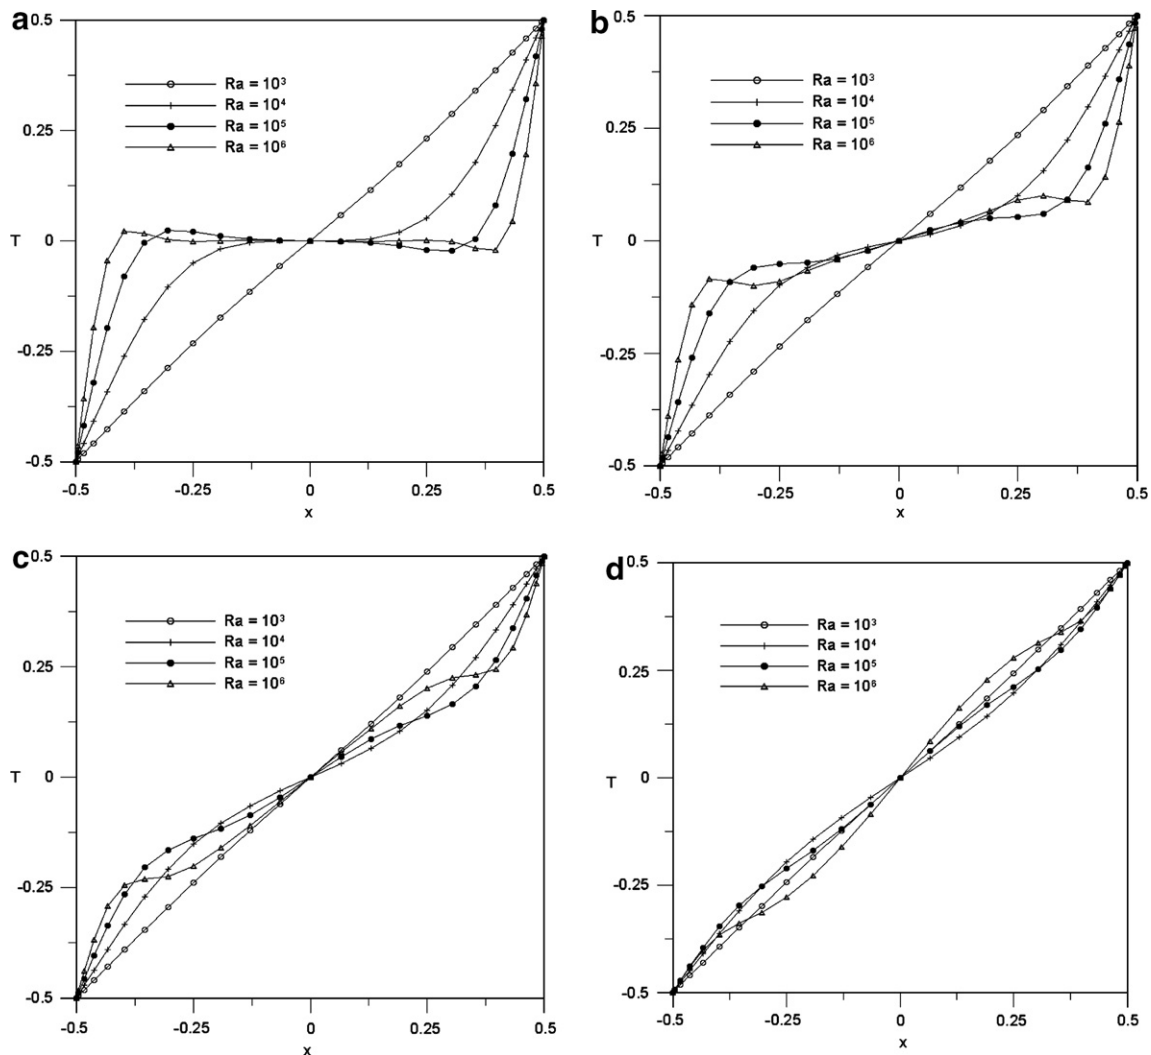 a
0.5
0.25
T
0
-0.25
-0.5
-0.5
-0.25
0
0.25
0.5
x
Ra = 10³
Ra = 10⁴
Ra = 10⁵
Ra = 10⁶
b
0.5
0.25
T
0
-0.25
-0.5
-0.5
-0.25
0
0.25
0.5
x
Ra = 10³
Ra = 10⁴
Ra = 10⁵
Ra = 10⁶
c
0.5
0.25
T
0
-0.25
-0.5
-0.5
-0.25
0
0.25
0.5
x
Ra = 10³
Ra = 10⁴
Ra = 10⁵
Ra = 10⁶
d
0.5
0.25
T
0
-0.25
-0.5
-0.5
-0.25
0
0.25
0.5
x
Ra = 10³
Ra = 10⁴
Ra = 10⁵
Ra = 10⁶